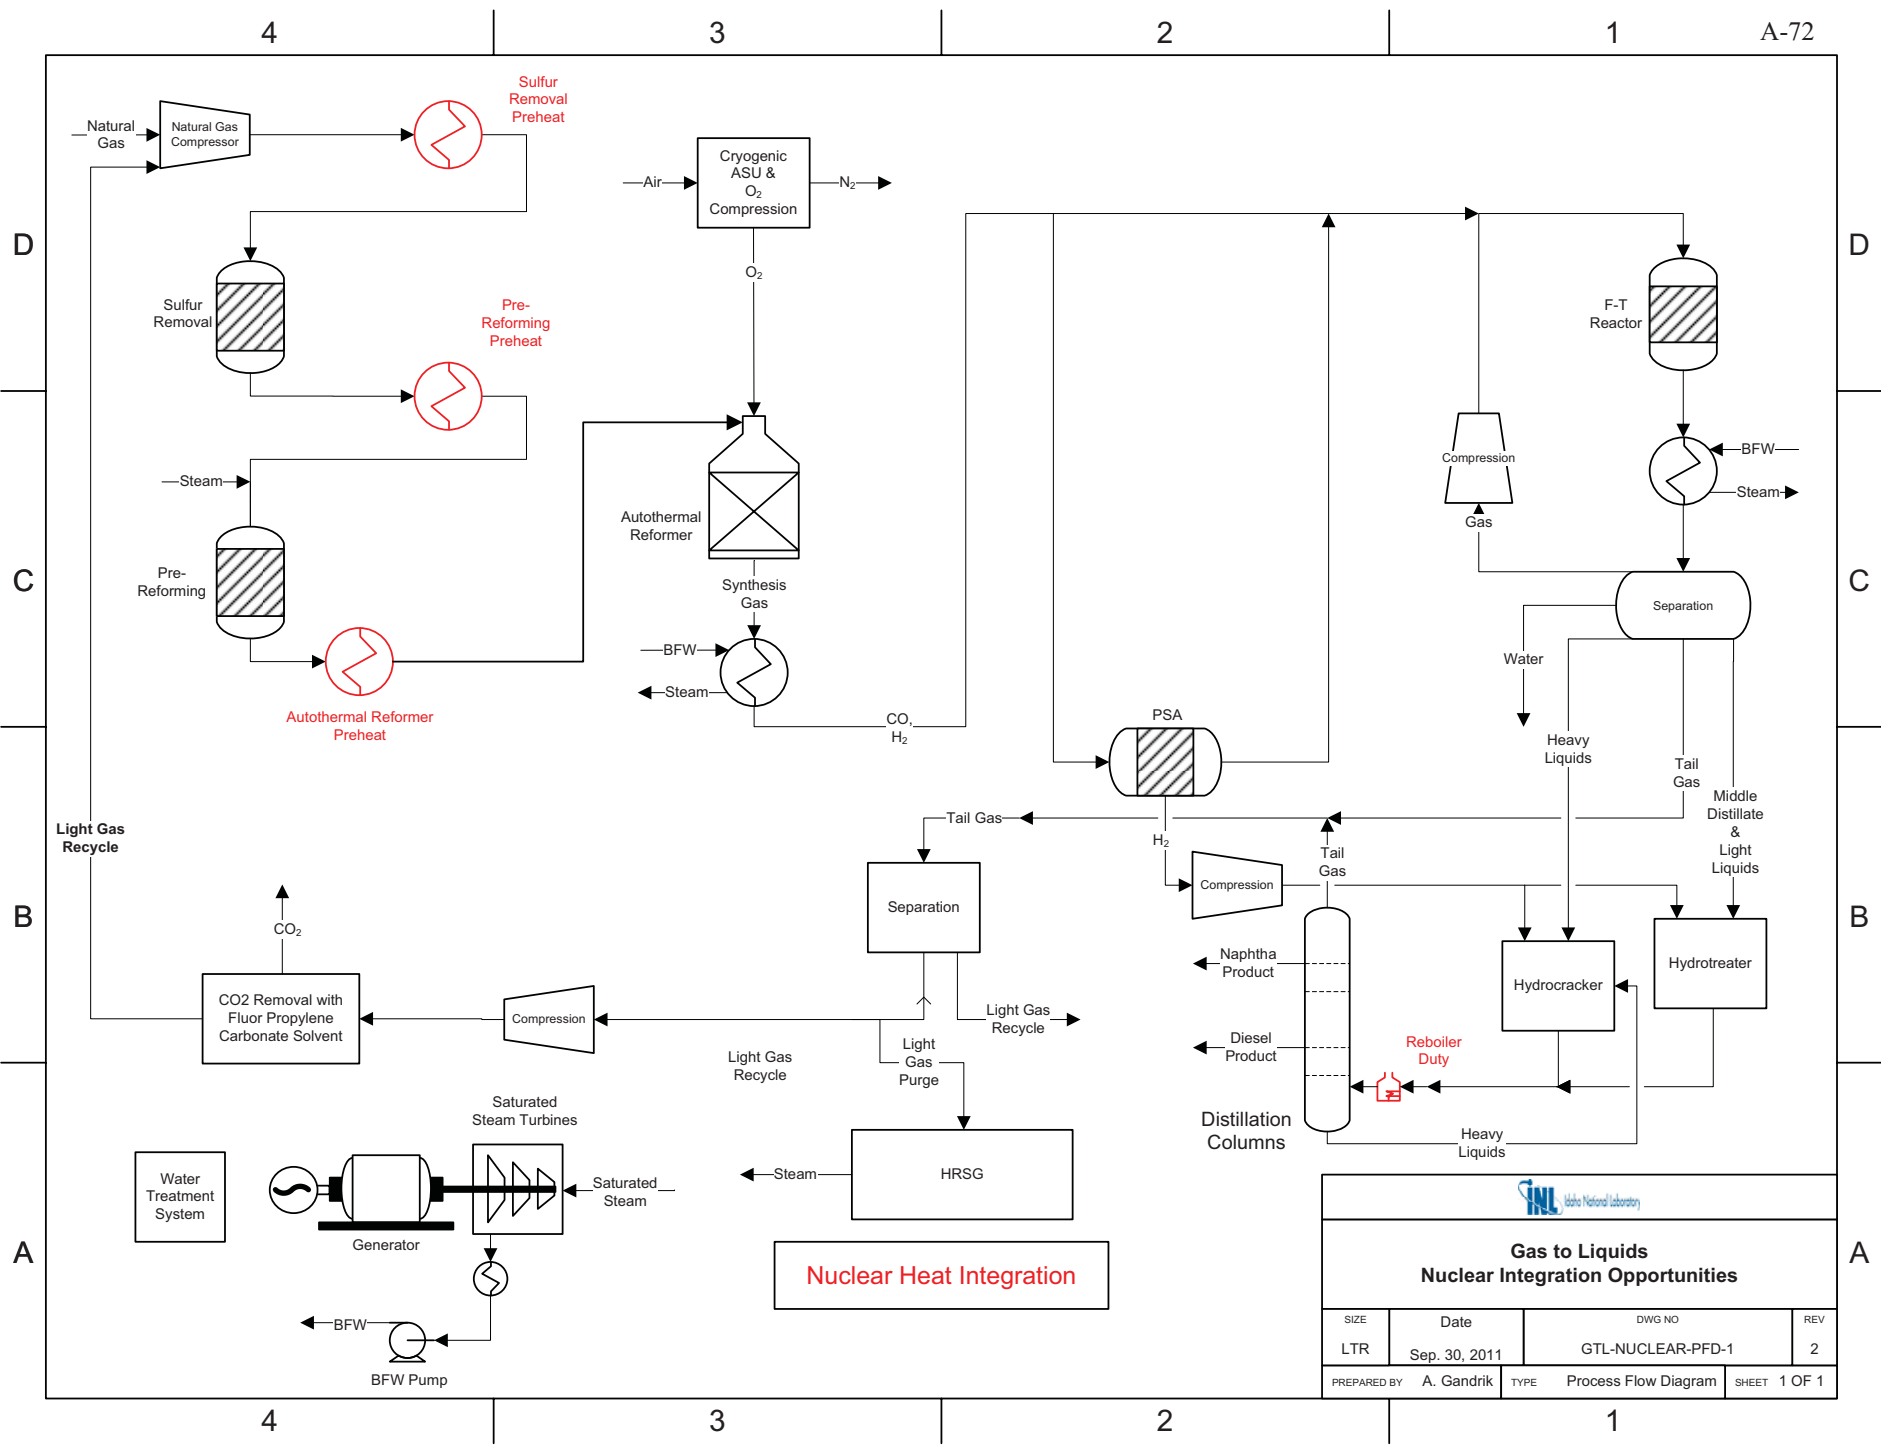 4
3
2
1
A-72
D
C
B
A
D
C
B
A
Natural
Gas
Natural Gas
Compressor
Sulfur
Removal
Preheat
Sulfur
Removal
Pre-
Reforming
Preheat
Steam
Pre-
Reforming
Autothermal Reformer
Preheat
Air
Cryogenic
ASU &
O2
Compression
N2
O2
Autothermal
Reformer
Synthesis
Gas
BFW
Steam
CO,
H2
PSA
H2
F-T
Reactor
Compression
Gas
BFW
Steam
Separation
Water
Heavy
Liquids
Tail
Gas
Middle
Distillate
&
Light
Liquids
Tail Gas
Tail
Gas
Compression
Separation
Light Gas
Recycle
CO2
CO2 Removal with
Fluor Propylene
Carbonate Solvent
Compression
Light Gas
Recycle
Light Gas
Recycle
Light
Gas
Purge
Naphtha
Product
Diesel
Product
Hydrocracker
Hydrotreater
Reboiler
Duty
Distillation
Columns
Heavy
Liquids
Water
Treatment
System
Saturated
Steam Turbines
Generator
Saturated
Steam
BFW
BFW Pump
Steam
HRSG
Nuclear Heat Integration
INL Idaho National Laboratory
Gas to Liquids
Nuclear Integration Opportunities
SIZE
LTR
Date
Sep. 30, 2011
DWG NO
GTL-NUCLEAR-PFD-1
REV
2
PREPARED BY A. Gandrik
TYPE Process Flow Diagram
SHEET 1 OF 1
4
3
2
1